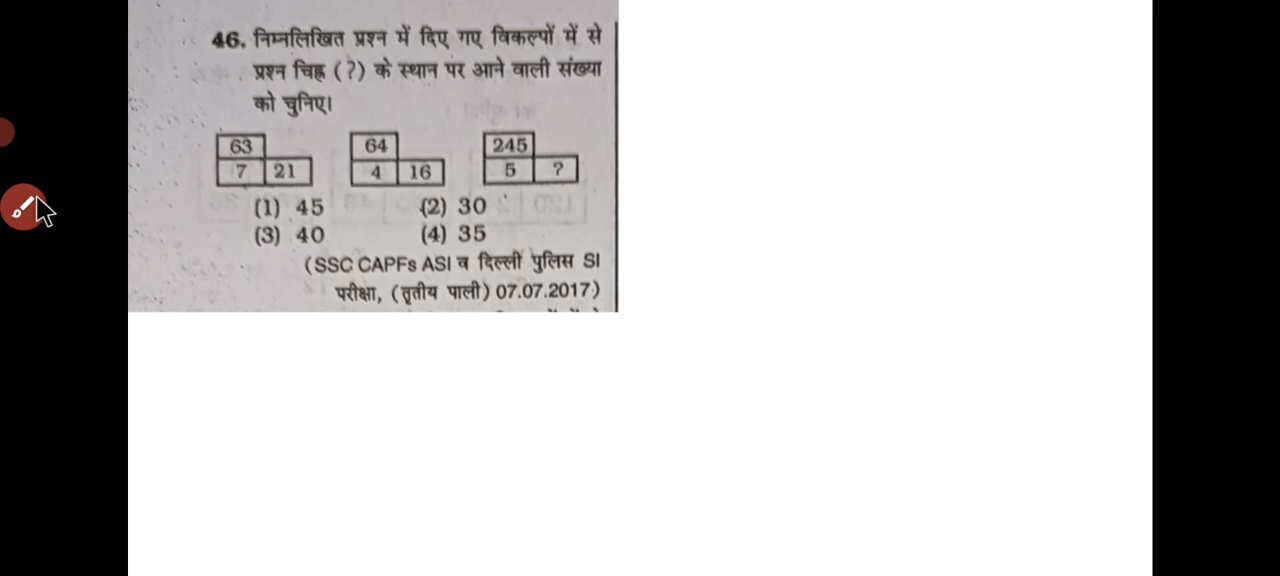 46. निम्नलिखित प्रश्न में दिए गए विकल्पों में से
प्रश्न चिह्न (?) के स्थान पर आने वाली संख्या
को चुनिए।
63 64 245
7 21 4 16 5 ?
(1) 45 (2) 30
(3) 40 (4) 35
(SSC CAPFs ASI व दिल्ली पुलिस SI
परीक्षा, (तृतीय पाली) 07.07.2017)